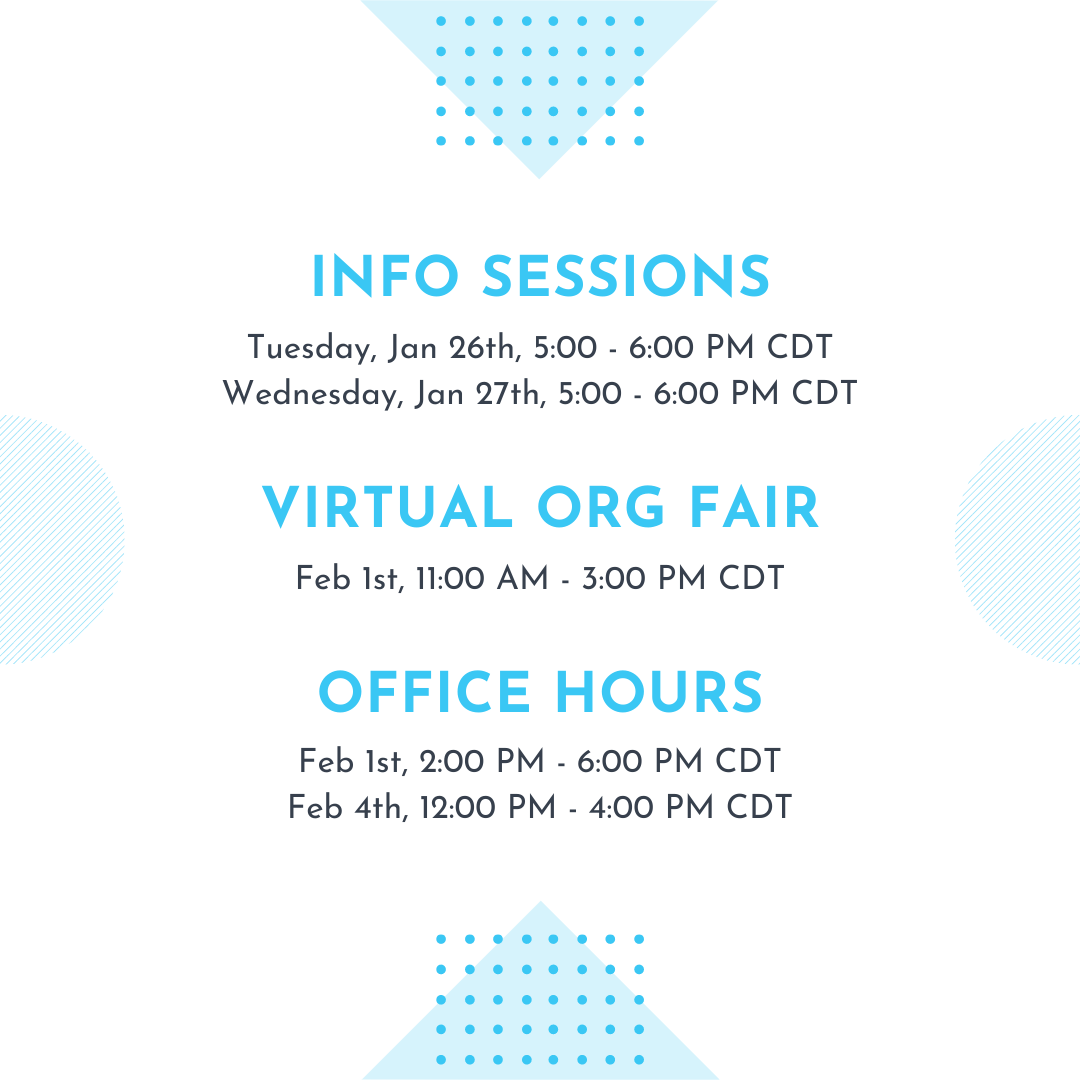 INFO SESSIONS
Tuesday, Jan 26th, 5:00 - 6:00 PM CDT
Wednesday, Jan 27th, 5:00 - 6:00 PM CDT
VIRTUAL ORG FAIR
Feb 1st, 11:00 AM - 3:00 PM CDT
OFFICE HOURS
Feb 1st, 2:00 PM - 6:00 PM CDT
Feb 4th, 12:00 PM - 4:00 PM CDT